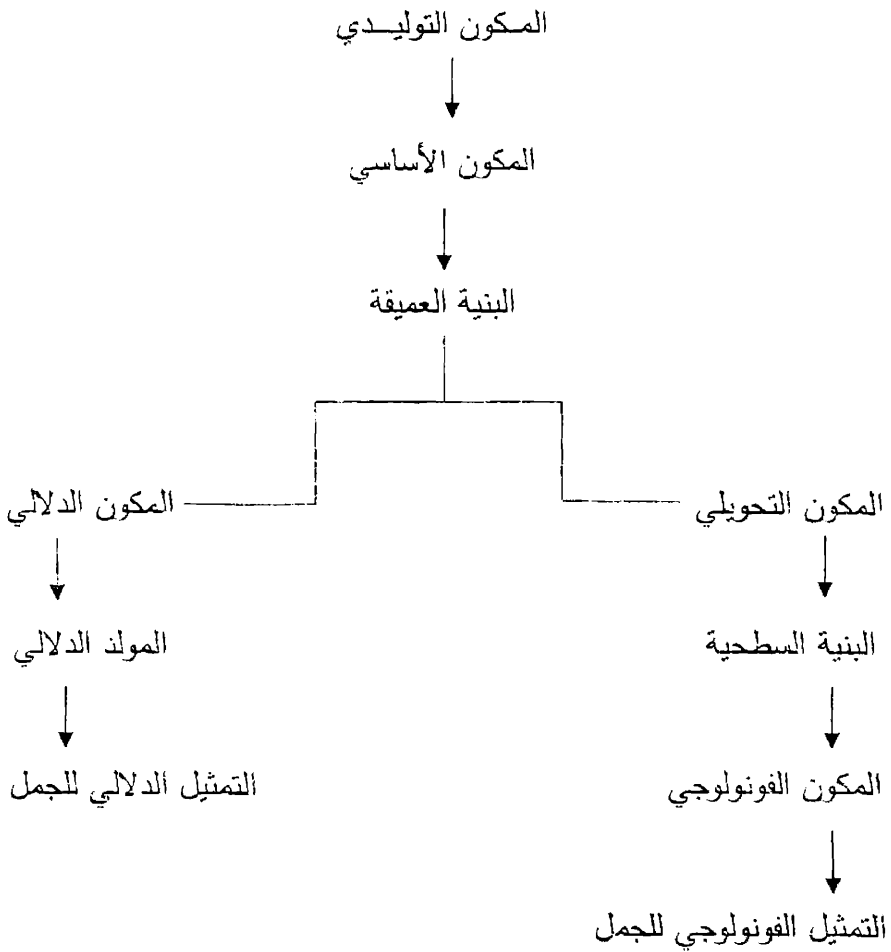 المكون التوليدي
المكون الأساسي
البنية العميقة
المكون التحويلي
المكون الدلالي
البنية السطحية
المولد الدلالي
المكون الفونولوجي
التمثيل الدلالي للجمل
التمثيل الفونولوجي للجمل